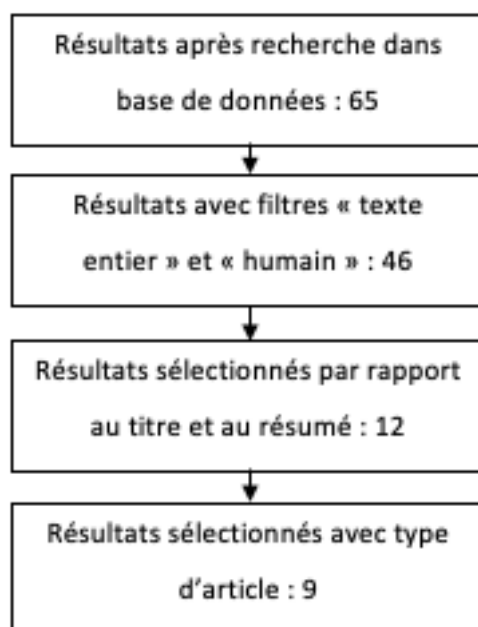 Résultats après recherche dans
base de données : 65
Résultats avec filtres « texte
entier » et « humain » : 46
Résultats sélectionnés par rapport
au titre et au résumé : 12
Résultats sélectionnés avec type
d'article : 9